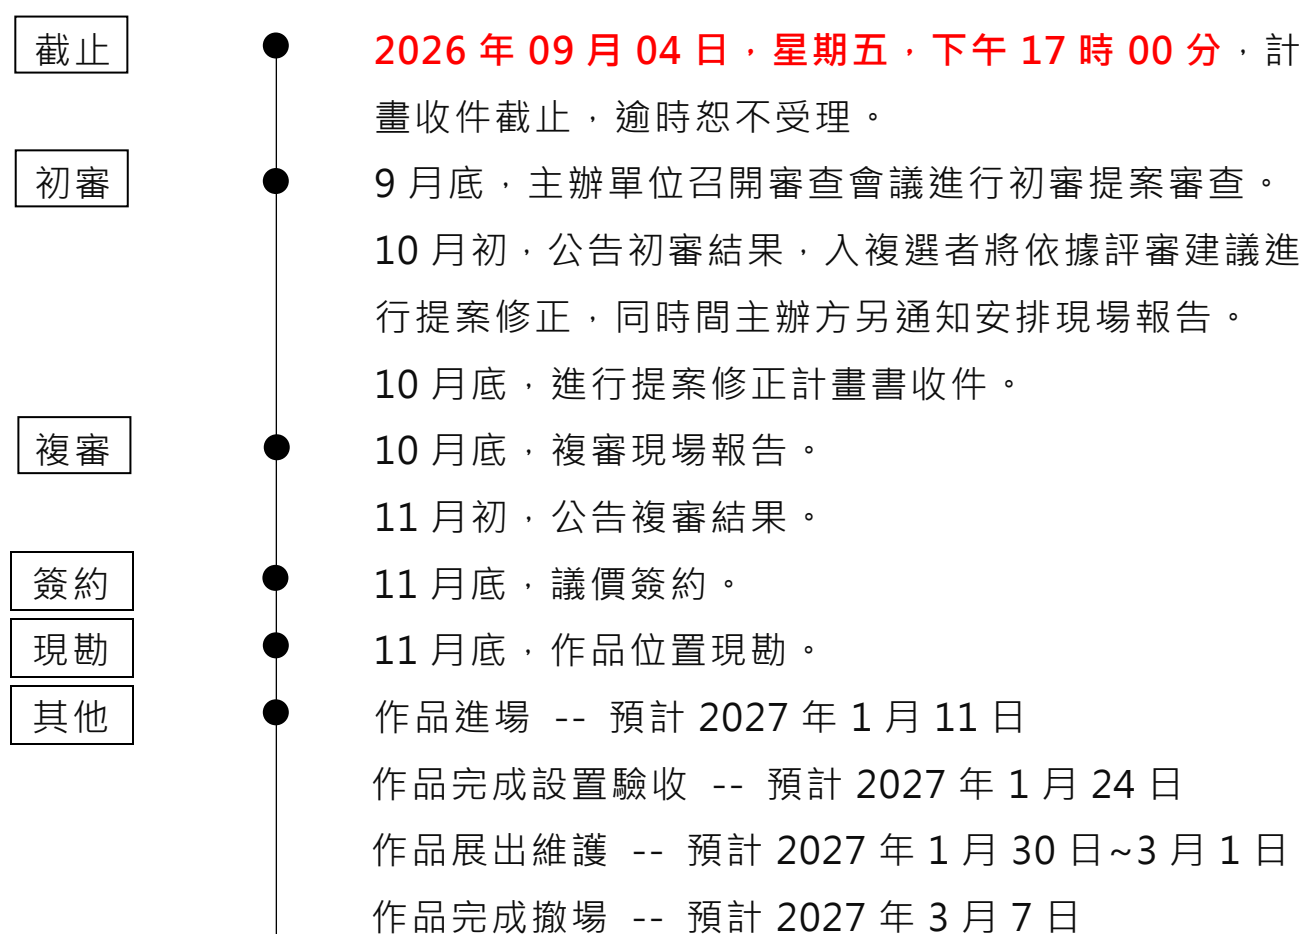 截止 2026 年 09 月 04 日，星期五，下午 17 時 00 分，計
畫收件截止，逾時恕不受理。
初審 9 月底，主辦單位召開審查會議進行初審提案審查。
10 月初，公告初審結果，入複選者將依據評審建議進
行提案修正，同時間主辦方另通知安排現場報告。
10 月底，進行提案修正計畫書收件。
複審 10 月底，複審現場報告。
11 月初，公告複審結果。
簽約 11 月底，議價簽約。
現勘 11 月底，作品位置現勘。
其他 作品進場 -- 預計 2027 年 1 月 11 日
作品完成設置驗收 -- 預計 2027 年 1 月 24 日
作品展出維護 -- 預計 2027 年 1 月 30 日~3 月 1 日
作品完成撤場 -- 預計 2027 年 3 月 7 日